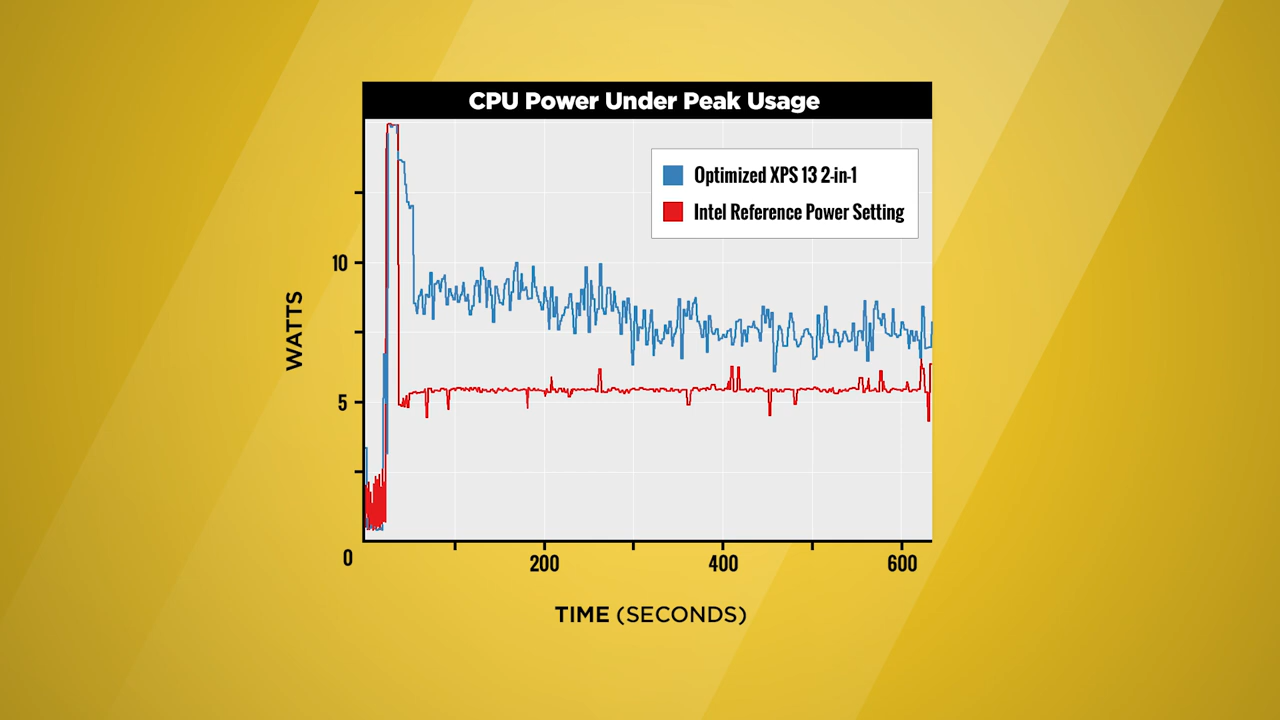 CPU Power Under Peak Usage
Optimized XPS 13 2-in-1
Intel Reference Power Setting
10
WATTS
5
0
200
400
600
TIME (SECONDS)